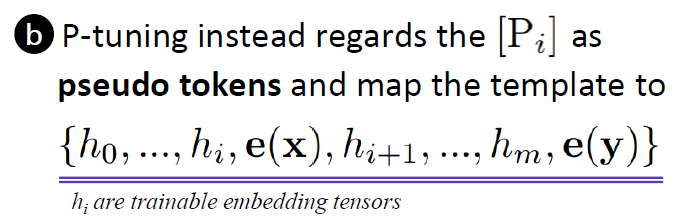 b P-tuning instead regards the [P_i] as
pseudo tokens and map the template to
{h_0, ..., h_i, e(x), h_{i+1}, ..., h_m, e(y)}
h_i are trainable embedding tensors